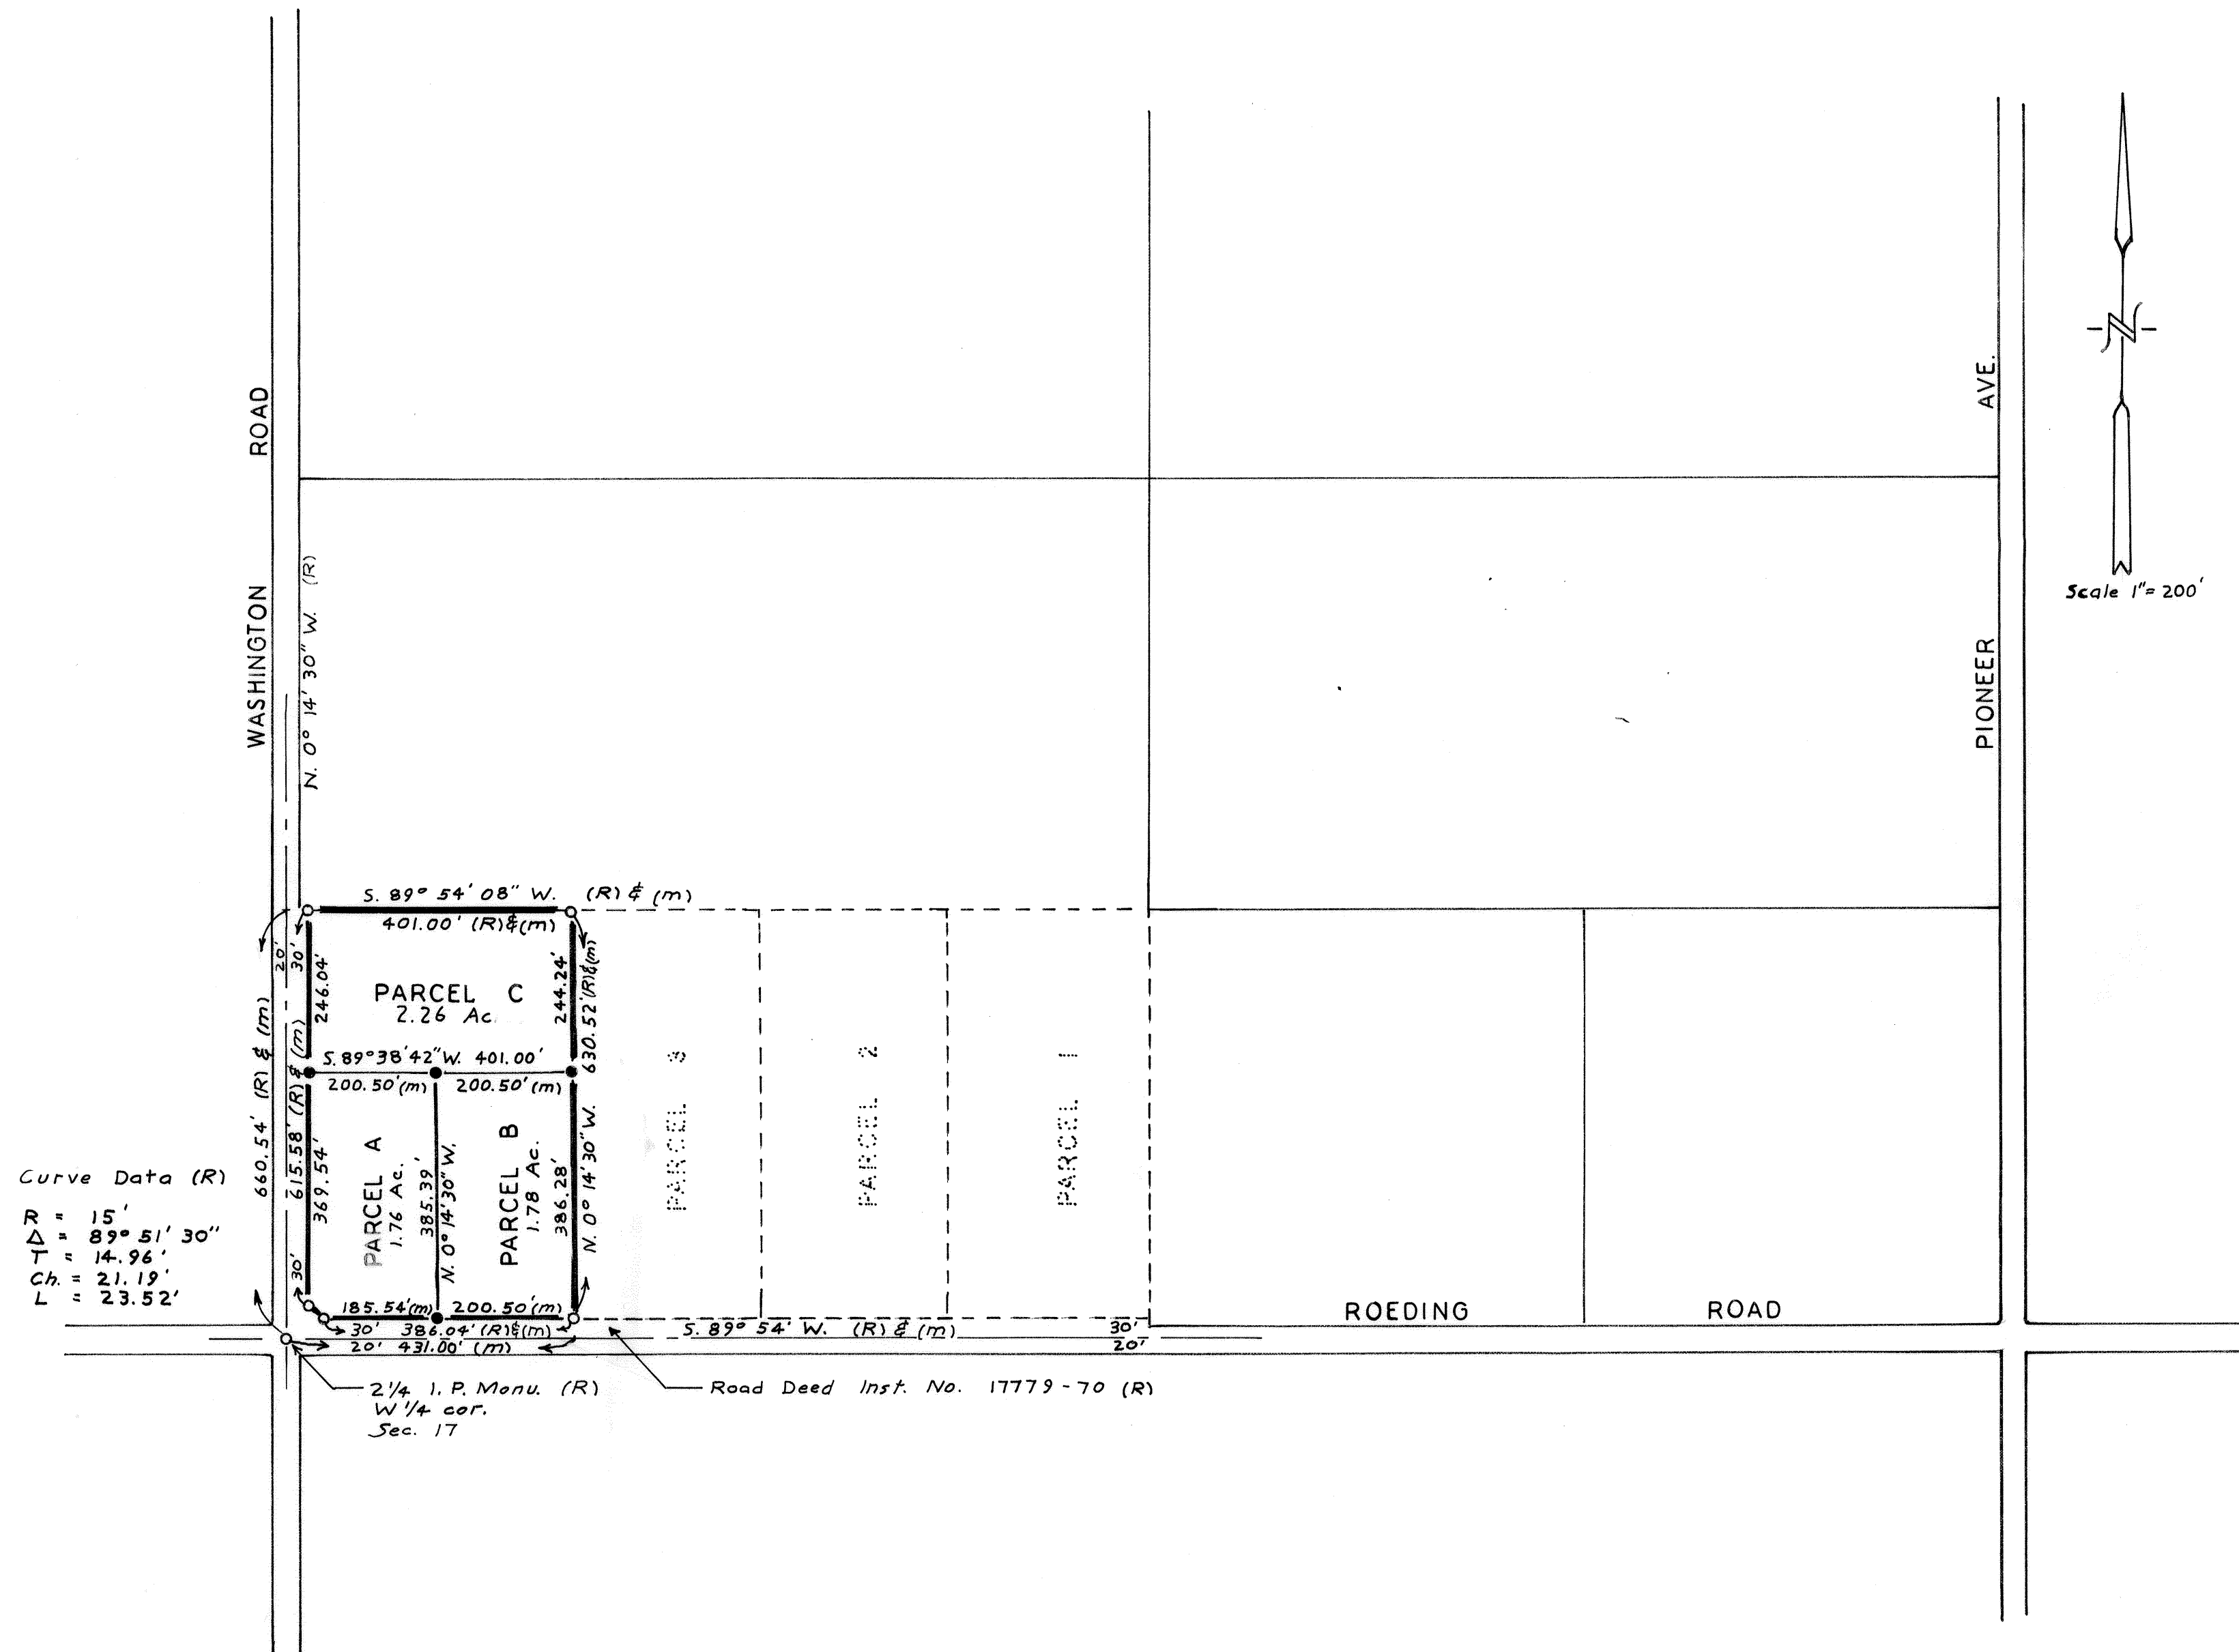 WASHINGTON ROAD
N. 0° 14' 30" W. (R)
PIONEER AVE.
Scale 1"= 200'
S. 89° 54' 08" W. (R) & (m)
401.00' (R)&(m)
20'
30'
246.04'
PARCEL C
2.26 Ac.
244.24'
630.52'(R)&(m)
660.54' (R) & (m)
615.58' (R) & (m)
S. 89°38'42" W. 401.00'
200.50'(m)
200.50'(m)
369.54'
PARCEL A
1.76 Ac.
385.39'
N. 0° 14' 30" W.
PARCEL B
1.78 Ac.
386.28'
N. 0° 14' 30" W.
PARCEL 3
PARCEL 2
PARCEL 1
Curve Data (R)
R = 15'
Δ = 89° 51' 30"
T = 14.96'
Ch. = 21.19'
L = 23.52'
30'
185.54'(m)
200.50'(m)
30' 386.04' (R)&(m)
20' 431.00' (m)
S. 89° 54' W. (R) & (m)
30'
20'
ROEDING ROAD
2 1/4 I. P. Monu. (R)
W 1/4 cor.
Sec. 17
Road Deed Inst. No. 17779-70 (R)